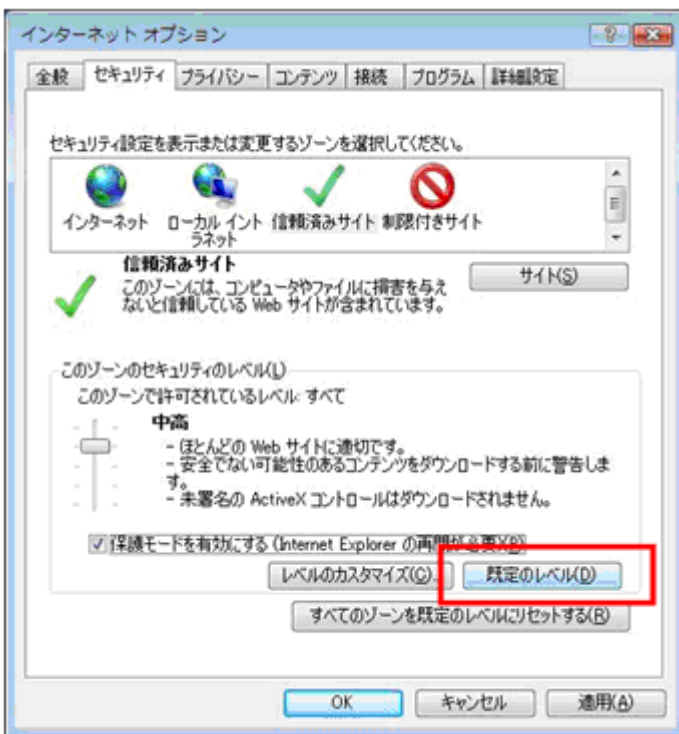 インターネット オプション
全般 セキュリティ プライバシー コンテンツ 接続 プログラム 詳細設定
セキュリティ設定を表示または変更するゾーンを選択してください。
インターネット
ローカル イント
ラネット
信頼済みサイト
制限付きサイト
信頼済みサイト
このゾーンには、コンピュータやファイルに損害を与え
ないと信頼している Web サイトが含まれています。
サイト(S)
このゾーンのセキュリティのレベル(L)
このゾーンで許可されているレベル: すべて
中高
- ほとんどの Web サイトに適切です。
- 安全でない可能性のあるコンテンツをダウンロードする前に警告しま
す。
- 未署名の ActiveX コントロールはダウンロードされません。
保護モードを有効にする (Internet Explorer の再開が必要)(P)
レベルのカスタマイズ(C)... 既定のレベル(D)
すべてのゾーンを既定のレベルにリセットする(R)
OK キャンセル 適用(A)